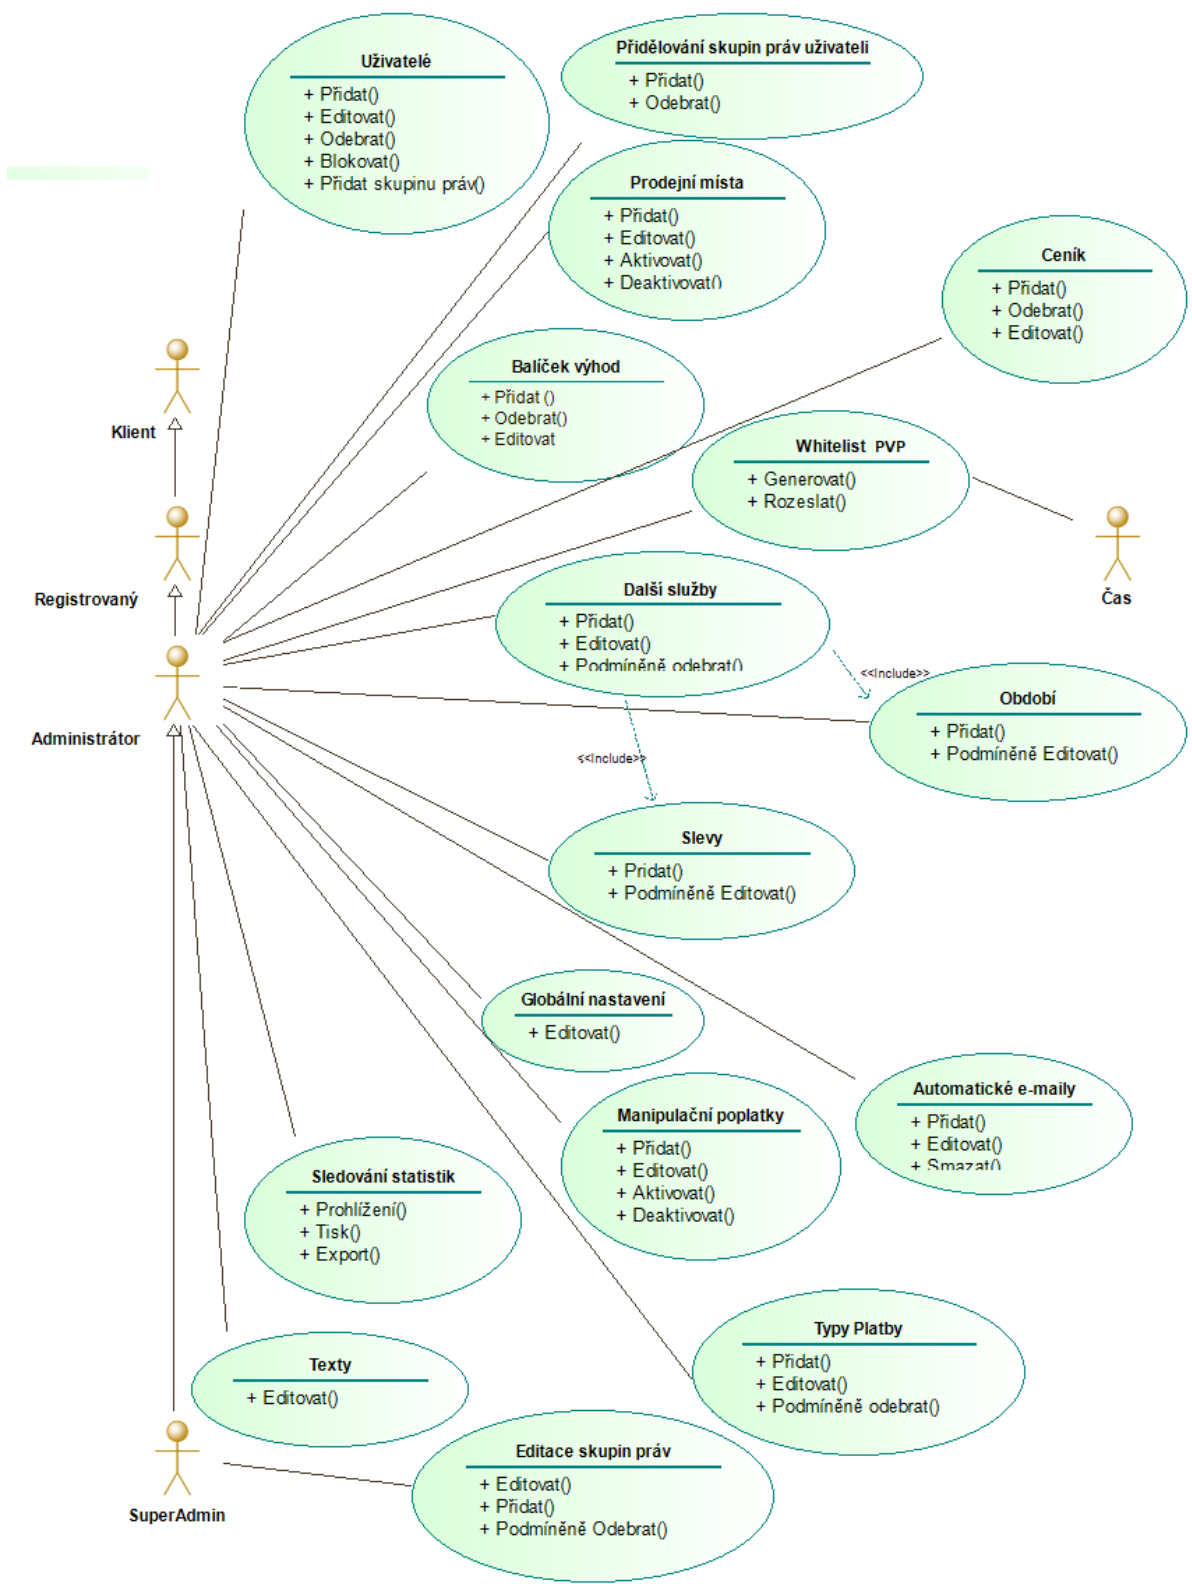 Uživatelé
+ Přidat()
+ Editovat()
+ Odebrat()
+ Blokovat()
+ Přidat skupinu práv()
Přidělování skupin práv uživateli
+ Přidat()
+ Odebrat()
Prodejní místa
+ Přidat()
+ Editovat()
+ Aktivovat()
+ Deaktivovat()
Ceník
+ Přidat()
+ Odebrat()
+ Editovat()
Balíček výhod
+ Přidat ()
+ Odebrat()
+ Editovat
Klient
Whitelist PVP
+ Generovat()
+ Rozeslat()
Čas
Registrovaný
Další služby
+ Přidat()
+ Editovat()
+ Podmíněně odebrat()
<<Include>>
Období
+ Přidat()
+ Podmíněně Editovat()
Administrátor
<<Include>>
Slevy
+ Pridat()
+ Podmíněně Editovat()
Globální nastavení
+ Editovat()
Automatické e-maily
+ Přidat()
+ Editovat()
+ Smazat()
Manipulační poplatky
+ Přidat()
+ Editovat()
+ Aktivovat()
+ Deaktivovat()
Sledování statistik
+ Prohlížení()
+ Tisk()
+ Export()
Typy Platby
+ Přidat()
+ Editovat()
+ Podmíněně odebrat()
Texty
+ Editovat()
SuperAdmin
Editace skupin práv
+ Editovat()
+ Přidat()
+ Podmíněně Odebrat()